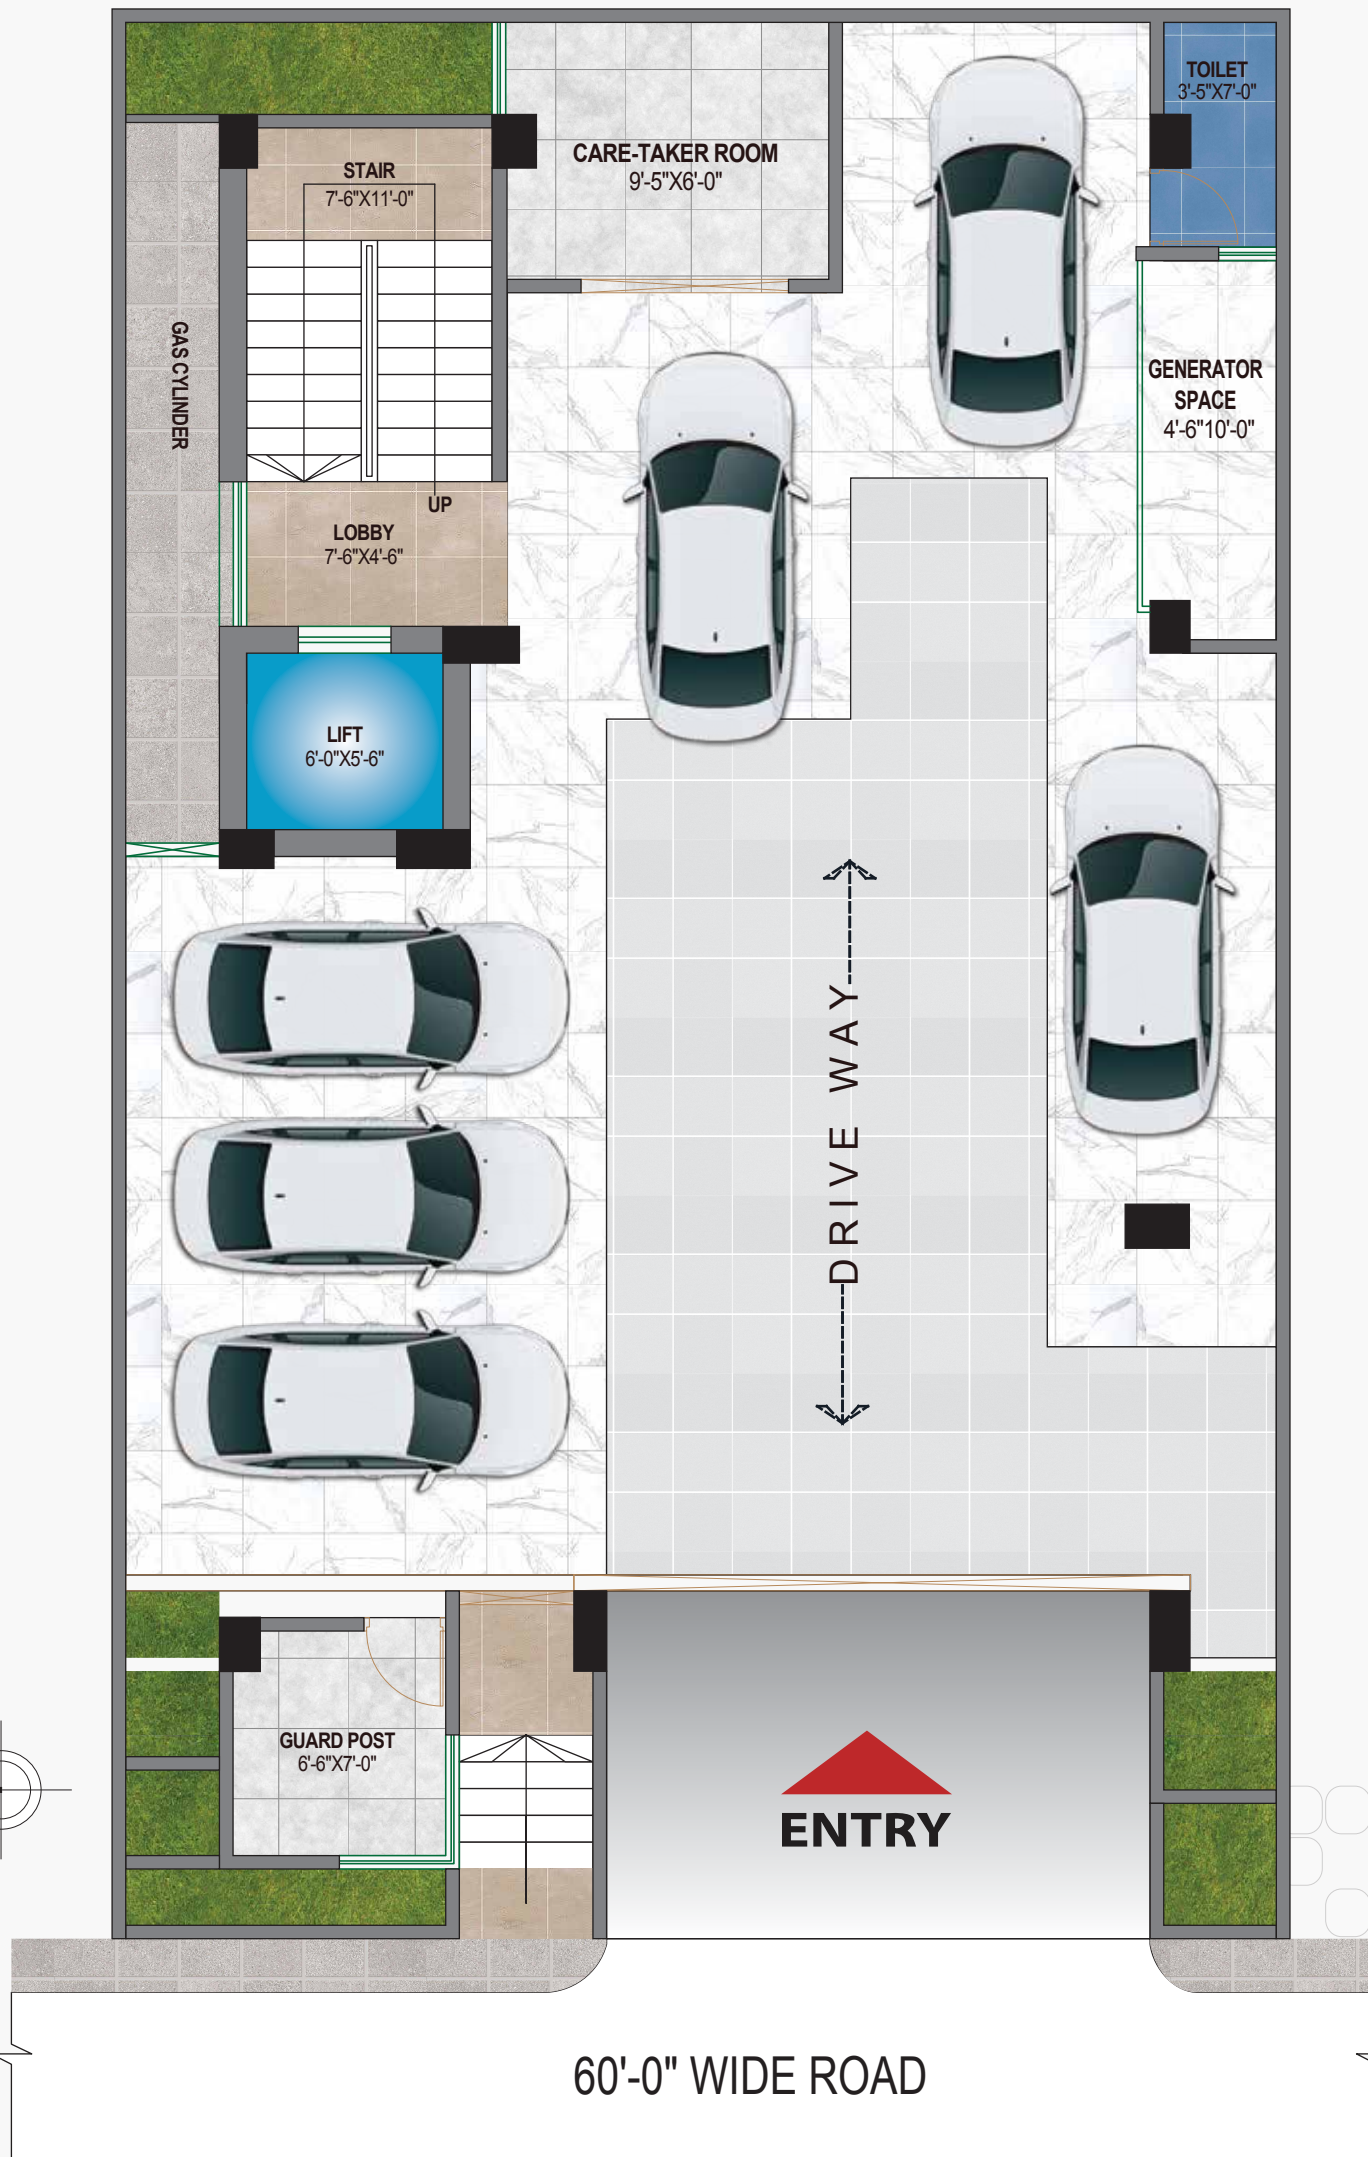 TOILET
3'-5"X7'-0"
CARE-TAKER ROOM
9'-5"X6'-0"
STAIR
7'-6"X11'-0"
GAS CYLINDER
GENERATOR
SPACE
4'-6"10'-0"
UP
LOBBY
7'-6"X4'-6"
LIFT
6'-0"X5'-6"
DRIVE WAY
GUARD POST
6'-6"X7'-0"
ENTRY
60'-0" WIDE ROAD